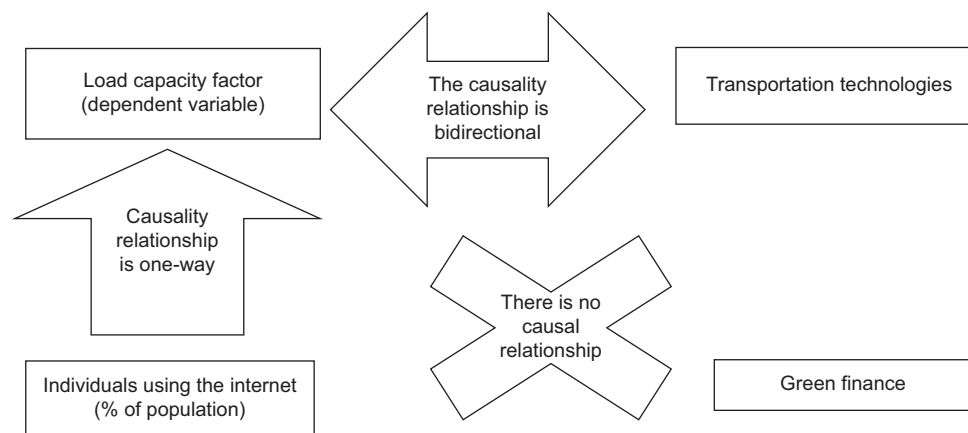 Load capacity factor
(dependent variable)
The causality
relationship is
bidirectional
Transportation technologies
Causality
relationship
is one-way
There is no
causal
relationship
Individuals using the internet
(% of population)
Green finance